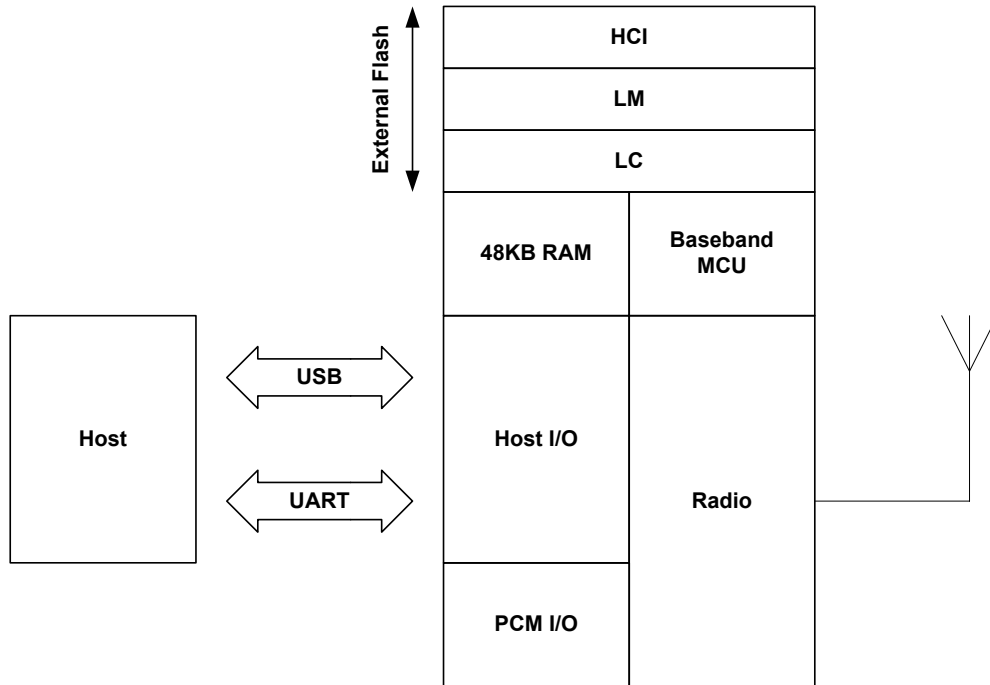 External Flash
HCI
LM
LC
48KB RAM
Baseband
MCU
Host
USB
UART
Host I/O
Radio
PCM I/O